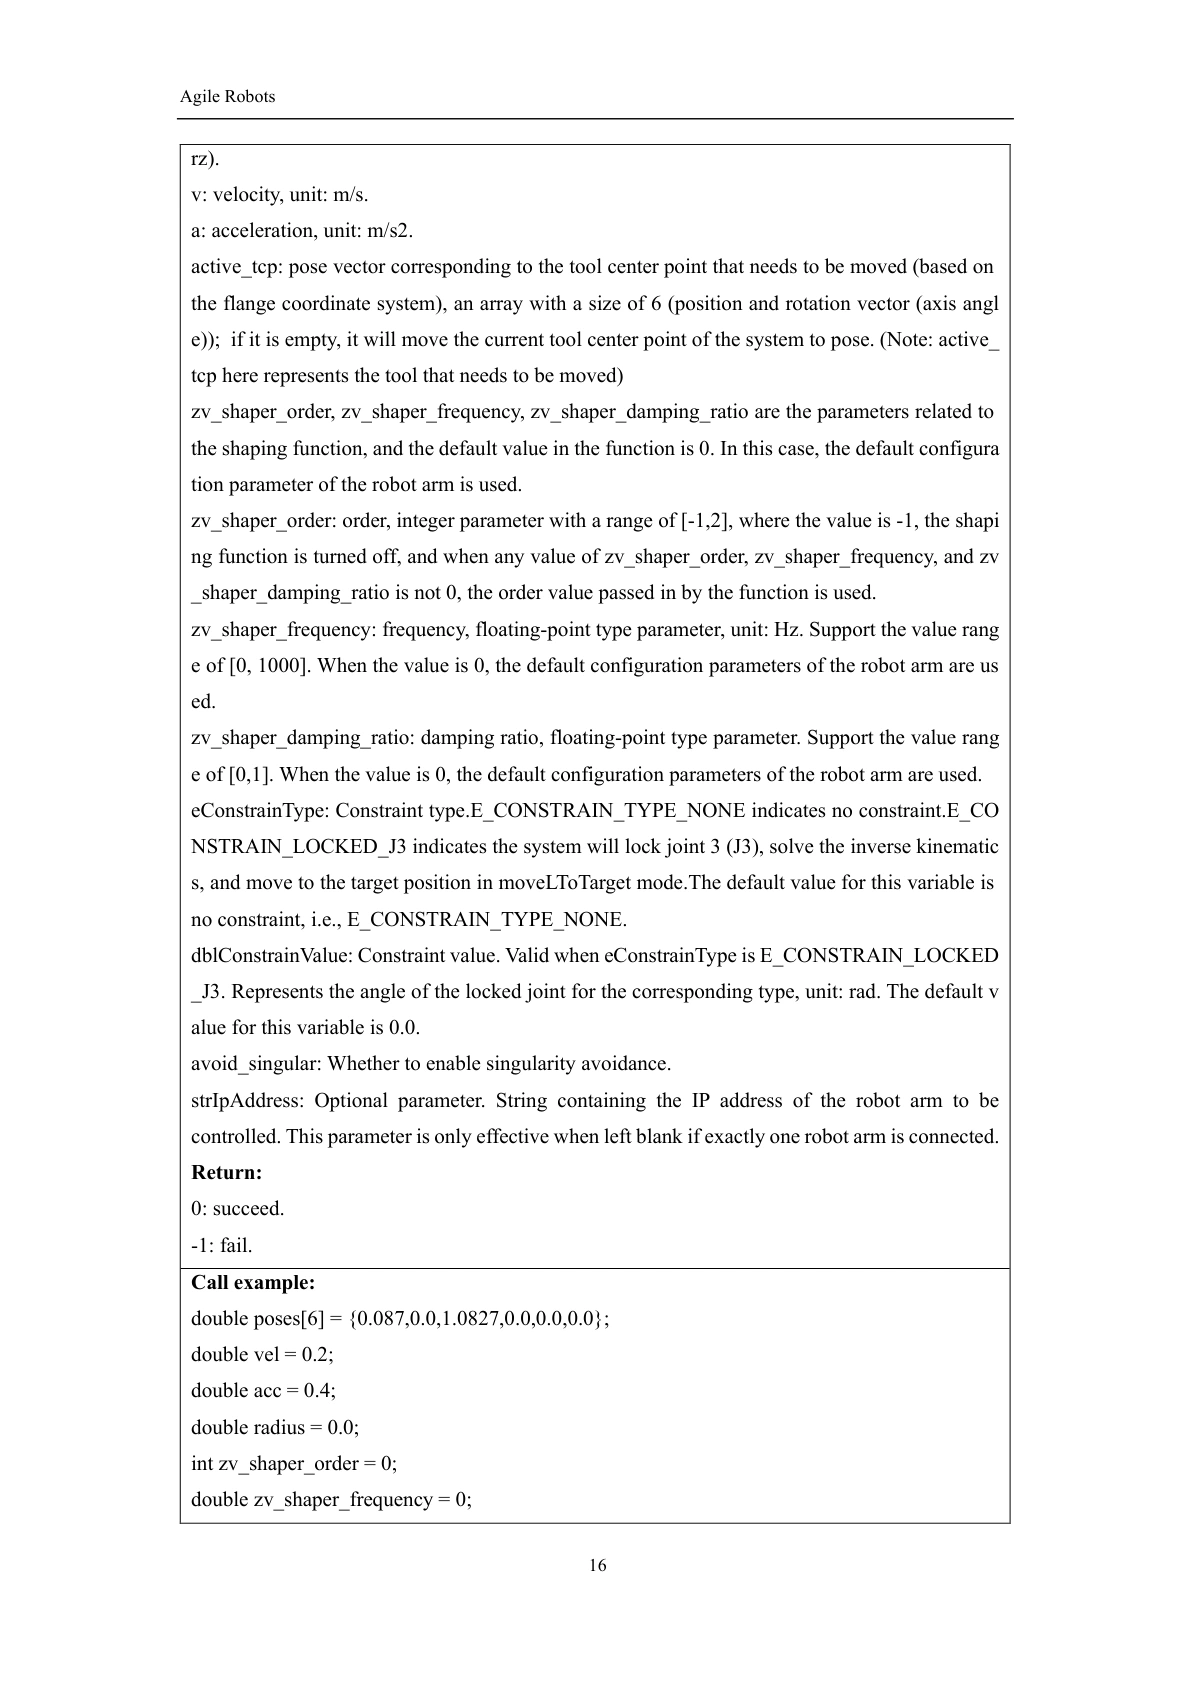 Agile Robots
rz).
v: velocity, unit: m/s.
a: acceleration, unit: m/s2.
active_tcp: pose vector corresponding to the tool center point that needs to be moved (based on
the flange coordinate system), an array with a size of 6 (position and rotation vector (axis angl
e));  if it is empty, it will move the current tool center point of the system to pose. (Note: active_
tcp here represents the tool that needs to be moved)
zv_shaper_order, zv_shaper_frequency, zv_shaper_damping_ratio are the parameters related to
the shaping function, and the default value in the function is 0. In this case, the default configura
tion parameter of the robot arm is used.
zv_shaper_order: order, integer parameter with a range of [-1,2], where the value is -1, the shapi
ng function is turned off, and when any value of zv_shaper_order, zv_shaper_frequency, and zv
_shaper_damping_ratio is not 0, the order value passed in by the function is used.
zv_shaper_frequency: frequency, floating-point type parameter, unit: Hz. Support the value rang
e of [0, 1000]. When the value is 0, the default configuration parameters of the robot arm are us
ed.
zv_shaper_damping_ratio: damping ratio, floating-point type parameter. Support the value rang
e of [0,1]. When the value is 0, the default configuration parameters of the robot arm are used.
eConstrainType: Constraint type.E_CONSTRAIN_TYPE_NONE indicates no constraint.E_CO
NSTRAIN_LOCKED_J3 indicates the system will lock joint 3 (J3), solve the inverse kinematic
s, and move to the target position in moveLToTarget mode.The default value for this variable is
no constraint, i.e., E_CONSTRAIN_TYPE_NONE.
dblConstrainValue: Constraint value. Valid when eConstrainType is E_CONSTRAIN_LOCKED
_J3. Represents the angle of the locked joint for the corresponding type, unit: rad. The default v
alue for this variable is 0.0.
avoid_singular: Whether to enable singularity avoidance.
strIpAddress: Optional parameter. String containing the IP address of the robot arm to be
controlled. This parameter is only effective when left blank if exactly one robot arm is connected.
Return:
0: succeed.
-1: fail.
Call example:
double poses[6] = {0.087,0.0,1.0827,0.0,0.0,0.0};
double vel = 0.2;
double acc = 0.4;
double radius = 0.0;
int zv_shaper_order = 0;
double zv_shaper_frequency = 0;
16